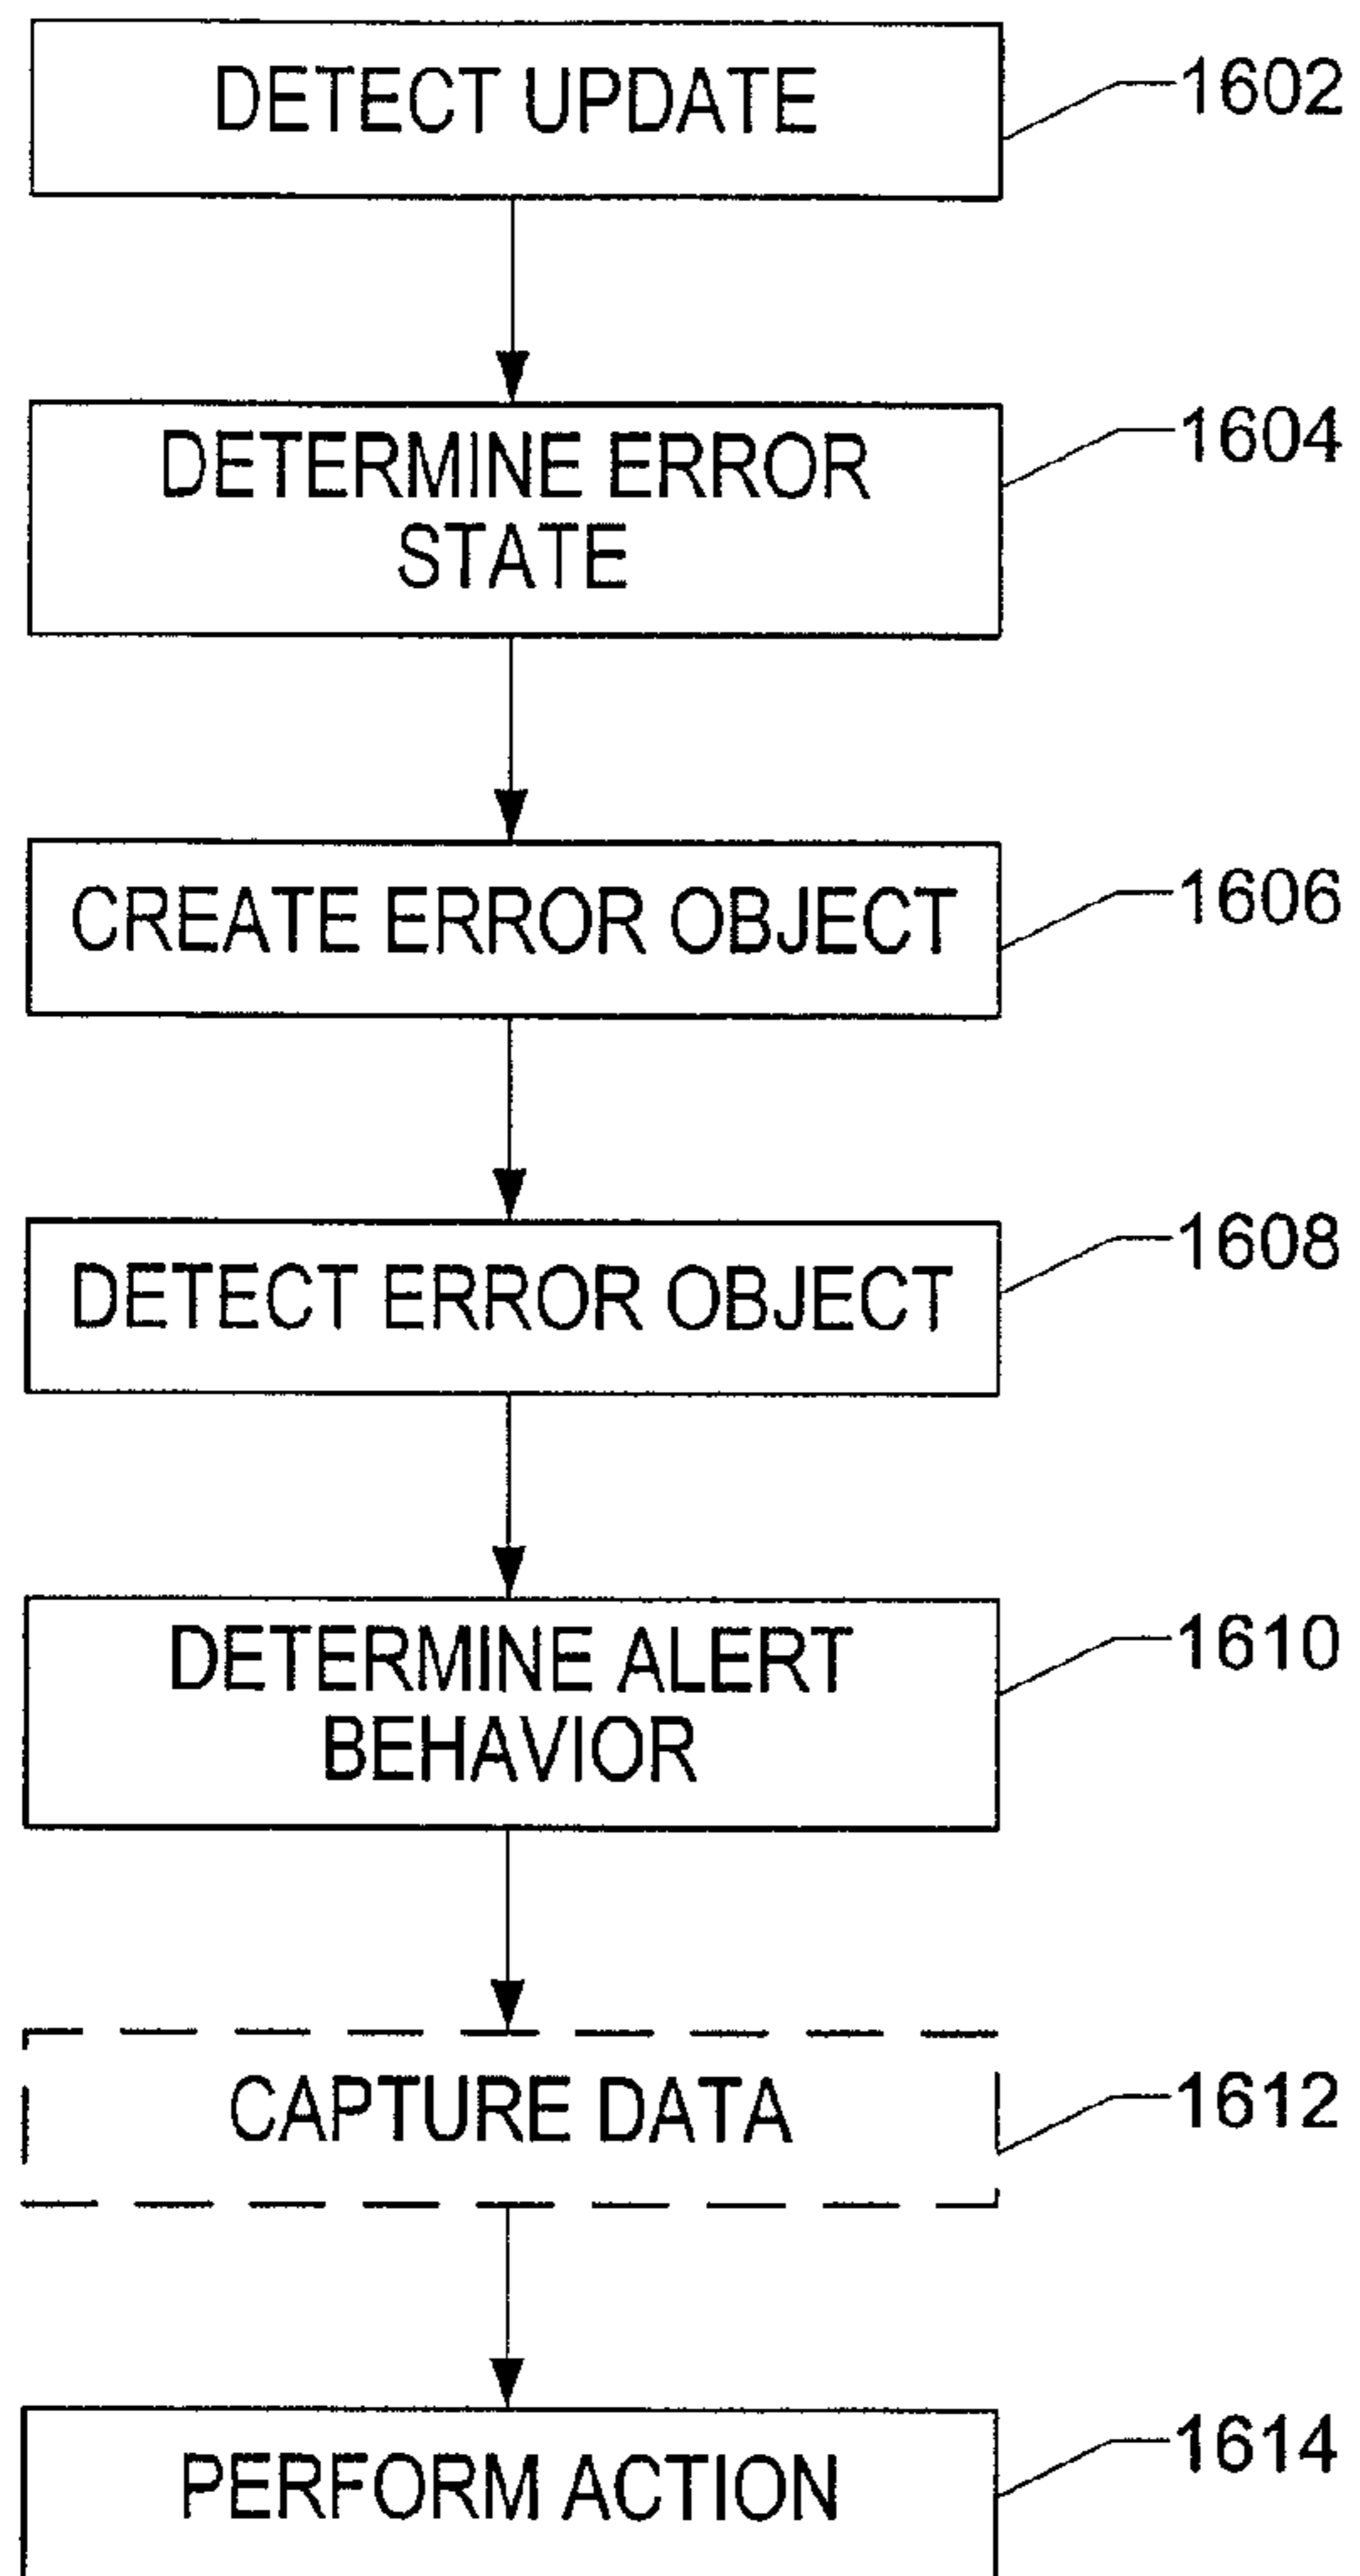 DETECT UPDATE
1602
DETERMINE ERROR
STATE
1604
CREATE ERROR OBJECT
1606
DETECT ERROR OBJECT
1608
DETERMINE ALERT
BEHAVIOR
1610
CAPTURE DATA
1612
PERFORM ACTION
1614